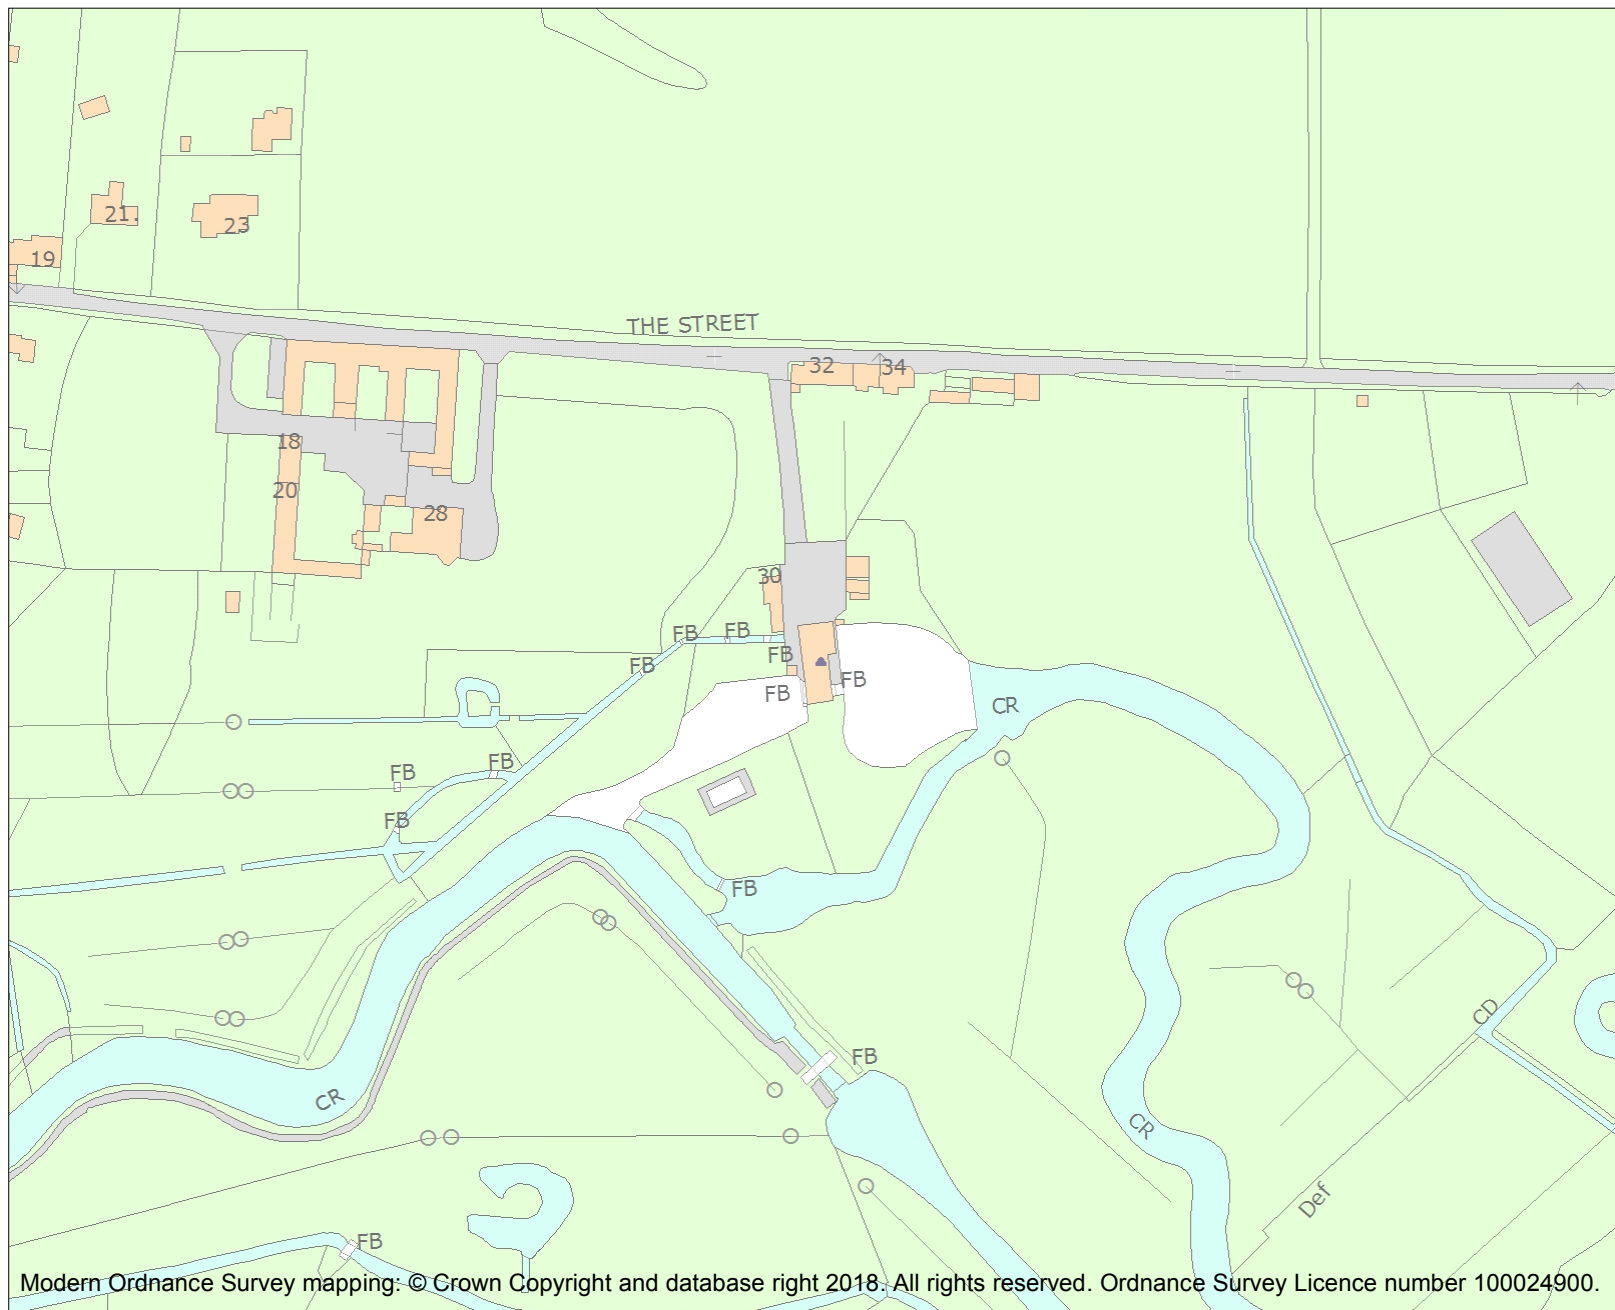 21.
23
19
THE STREET
32
34
18
20
28
30
FB
FB
FB
FB
FB
FB
CR
FB
FB
FB
FB
CD
FB
CR
CR
Def
FB
Modern Ordnance Survey mapping: © Crown Copyright and database right 2018. All rights reserved. Ordnance Survey Licence number 100024900.